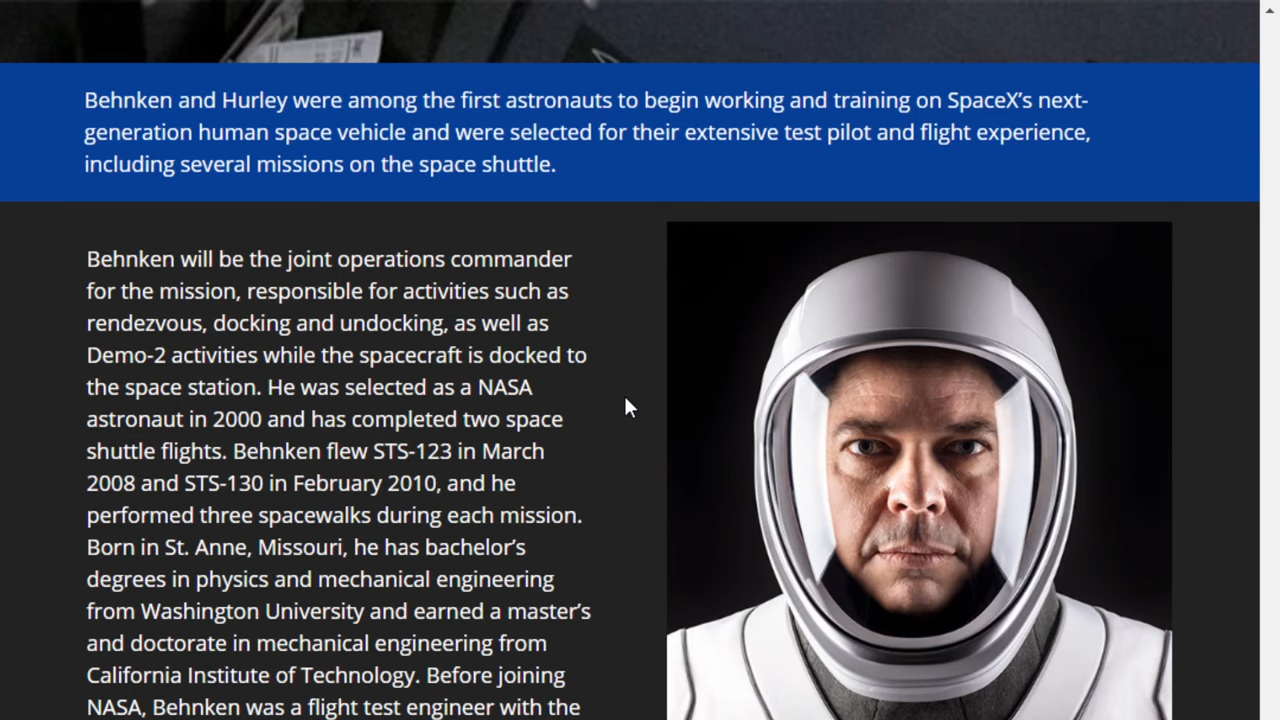 Behnken and Hurley were among the first astronauts to begin working and training on SpaceX’s next-
generation human space vehicle and were selected for their extensive test pilot and flight experience,
including several missions on the space shuttle.
Behnken will be the joint operations commander
for the mission, responsible for activities such as
rendezvous, docking and undocking, as well as
Demo-2 activities while the spacecraft is docked to
the space station. He was selected as a NASA
astronaut in 2000 and has completed two space
shuttle flights. Behnken flew STS-123 in March
2008 and STS-130 in February 2010, and he
performed three spacewalks during each mission.
Born in St. Anne, Missouri, he has bachelor’s
degrees in physics and mechanical engineering
from Washington University and earned a master’s
and doctorate in mechanical engineering from
California Institute of Technology. Before joining
NASA, Behnken was a flight test engineer with the